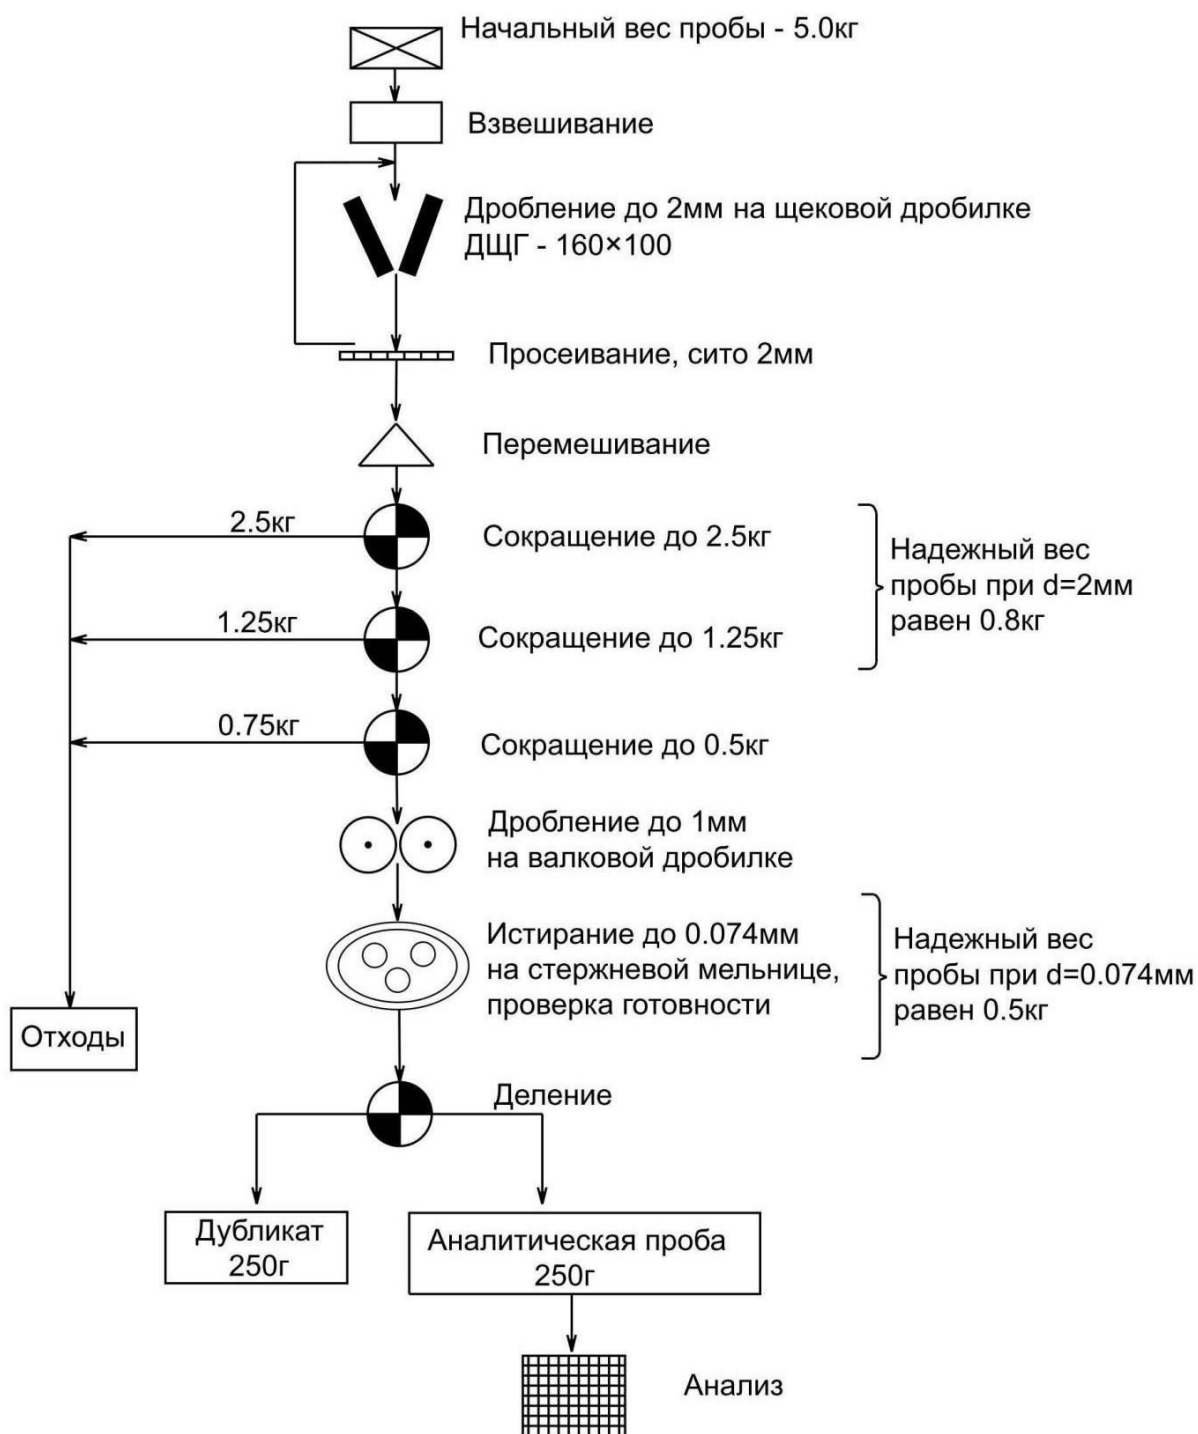 Начальный вес пробы - 5.0кг
Взвешивание
Дробление до 2мм на щековой дробилке
ДЩГ - 160×100
Просеивание, сито 2мм
Перемешивание
2.5кг
Сокращение до 2.5кг
Надежный вес
пробы при d=2мм
равен 0.8кг
1.25кг
Сокращение до 1.25кг
0.75кг
Сокращение до 0.5кг
Дробление до 1мм
на валковой дробилке
Истирание до 0.074мм
на стержневой мельнице,
проверка готовности
Надежный вес
пробы при d=0.074мм
равен 0.5кг
Отходы
Деление
Дубликат
250г
Аналитическая проба
250г
Анализ